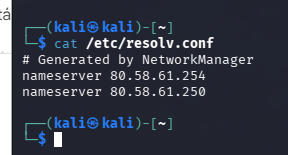 tá
┌──(kali㉿kali)-[~]
└─$ cat /etc/resolv.conf
# Generated by NetworkManager
nameserver 80.58.61.254
nameserver 80.58.61.250

┌──(kali㉿kali)-[~]
└─$